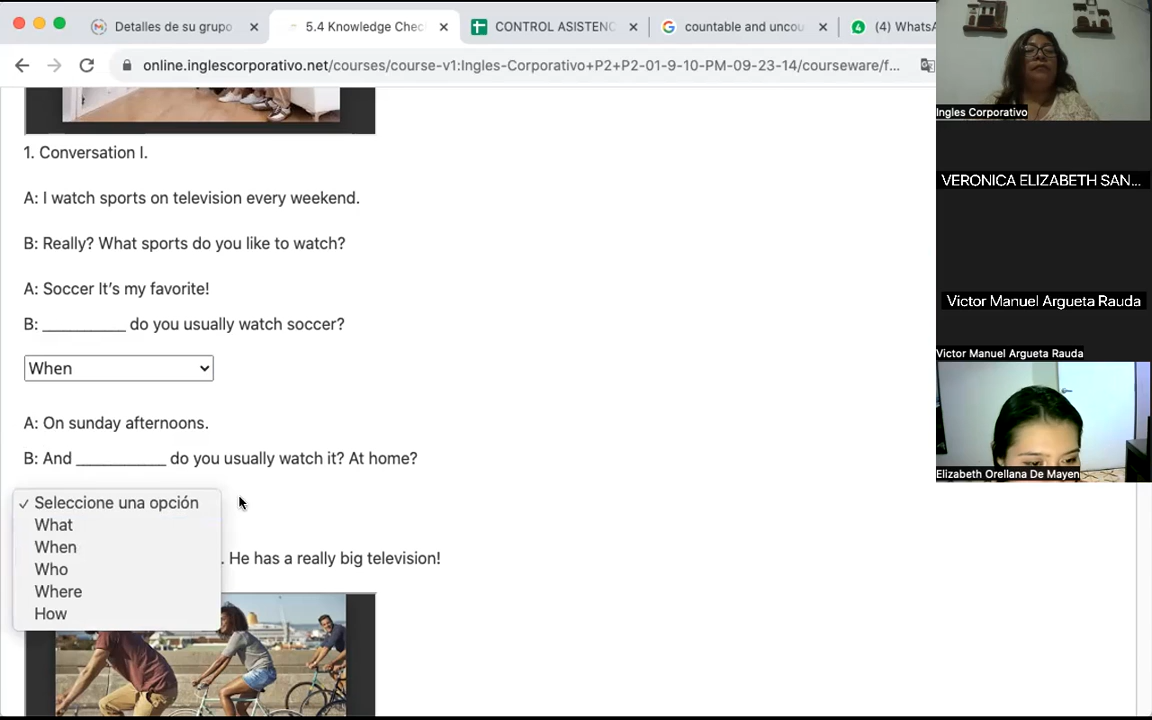 Detalles de su grupo
5.4 Knowledge Chec
CONTROL ASISTENC
countable and uncou
(4) WhatsA
online.inglescorporativo.net/courses/course-v1:Ingles-Corporativo+P2+P2-01-9-10-PM-09-23-14/courseware/f...
1. Conversation I.
A: I watch sports on television every weekend.
B: Really? What sports do you like to watch?
A: Soccer It's my favorite!
B: __________ do you usually watch soccer?
When
A: On sunday afternoons.
B: And ___________ do you usually watch it? At home?
✓ Seleccione una opción
What
When
Who
Where
How
. He has a really big television!
Ingles Corporativo
VERONICA ELIZABETH SAN...
Victor Manuel Argueta Rauda
Victor Manuel Argueta Rauda
Elizabeth Orellana De Mayen